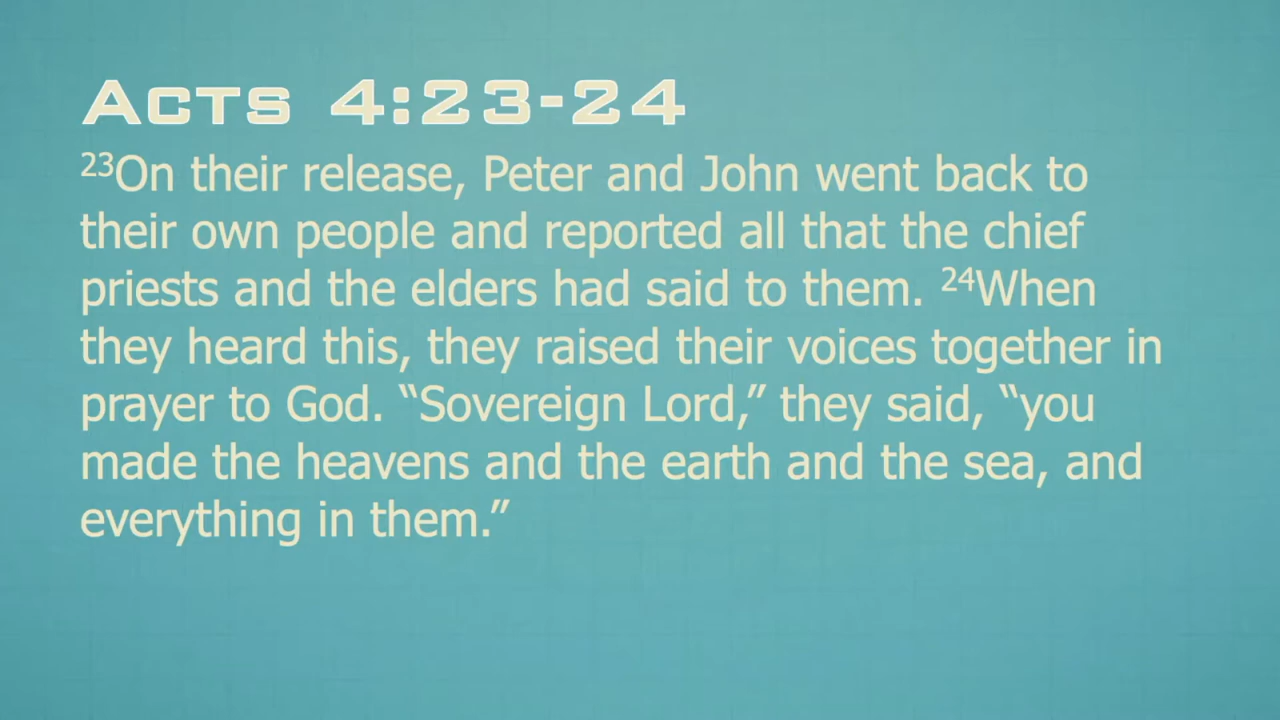 Acts 4:23-24
²³On their release, Peter and John went back to
their own people and reported all that the chief
priests and the elders had said to them. ²⁴When
they heard this, they raised their voices together in
prayer to God. “Sovereign Lord,” they said, “you
made the heavens and the earth and the sea, and
everything in them.”